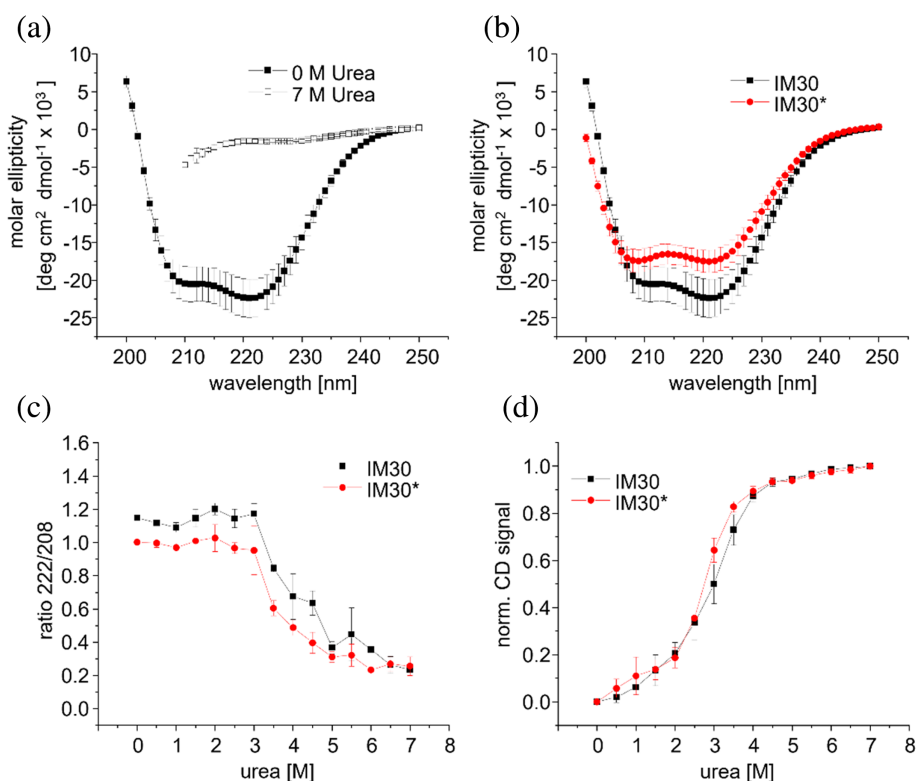 (a)
molar ellipticity
[deg cm² dmol⁻¹ x 10³]
10
5
0
-5
-10
-15
-20
-25
0 M Urea
7 M Urea
200 210 220 230 240 250
wavelength [nm]
(b)
molar ellipticity
[deg cm² dmol⁻¹ x 10³]
10
5
0
-5
-10
-15
-20
-25
IM30
IM30*
200 210 220 230 240 250
wavelength [nm]
(c)
ratio 222/208
1.6
1.4
1.2
1.0
0.8
0.6
0.4
0.2
0.0
IM30
IM30*
0 1 2 3 4 5 6 7 8
urea [M]
(d)
norm. CD signal
1.0
0.8
0.6
0.4
0.2
0.0
IM30
IM30*
0 1 2 3 4 5 6 7 8
urea [M]